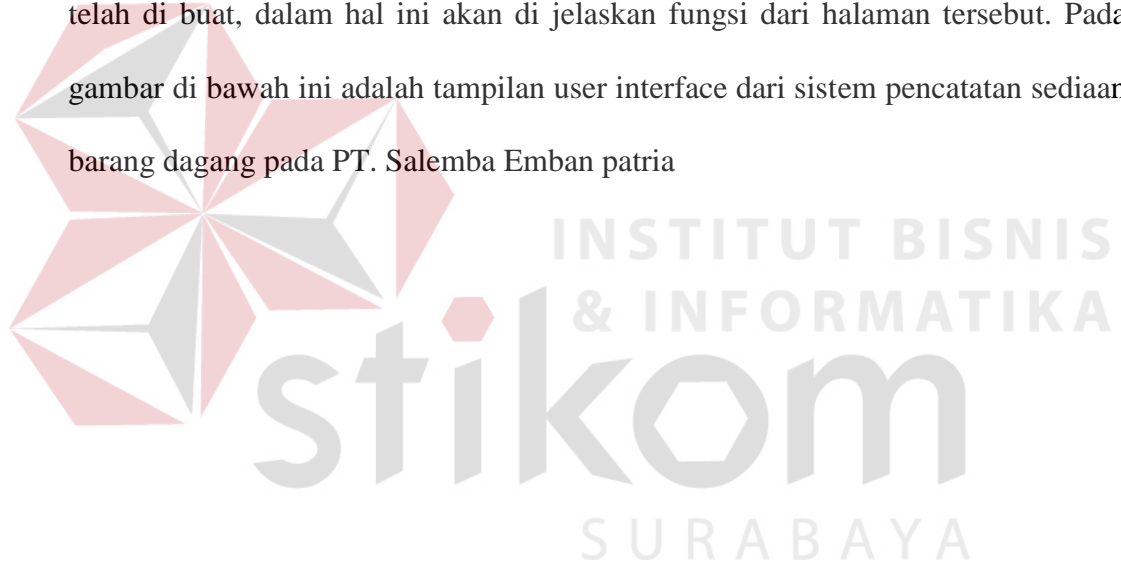 telah di buat, dalam hal ini akan di jelaskan fungsi dari halaman tersebut. Pada
gambar di bawah ini adalah tampilan user interface dari sistem pencatatan sediaan
barang dagang pada PT. Salemba Emban patria
INSTITUT BISNIS
& INFORMATIKA
stikom
SURABAYA